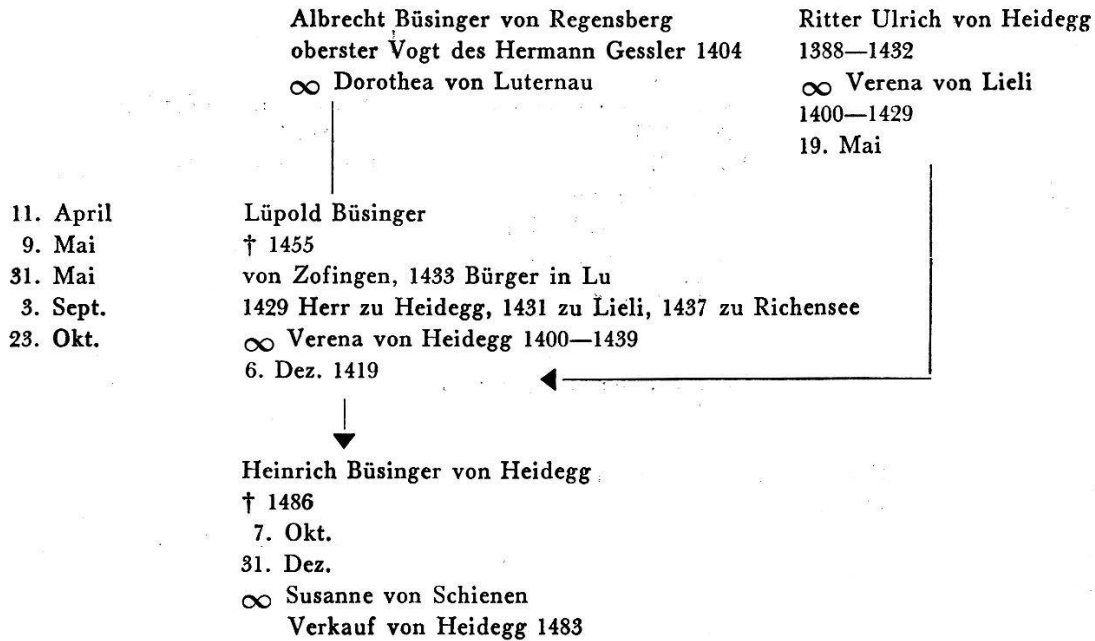 Albrecht Büsinger von Regensberg
oberster Vogt des Hermann Gessler 1404
∞ Dorothea von Luternau
Ritter Ulrich von Heidegg
1388—1432
∞ Verena von Lieli
1400—1429
19. Mai
11. April
9. Mai
31. Mai
3. Sept.
23. Okt.
Lüpold Büsinger
† 1455
von Zofingen, 1433 Bürger in Lu
1429 Herr zu Heidegg, 1431 zu Lieli, 1437 zu Richensee
∞ Verena von Heidegg 1400—1439
6. Dez. 1419
Heinrich Büsinger von Heidegg
† 1486
7. Okt.
31. Dez.
∞ Susanne von Schienen
Verkauf von Heidegg 1483